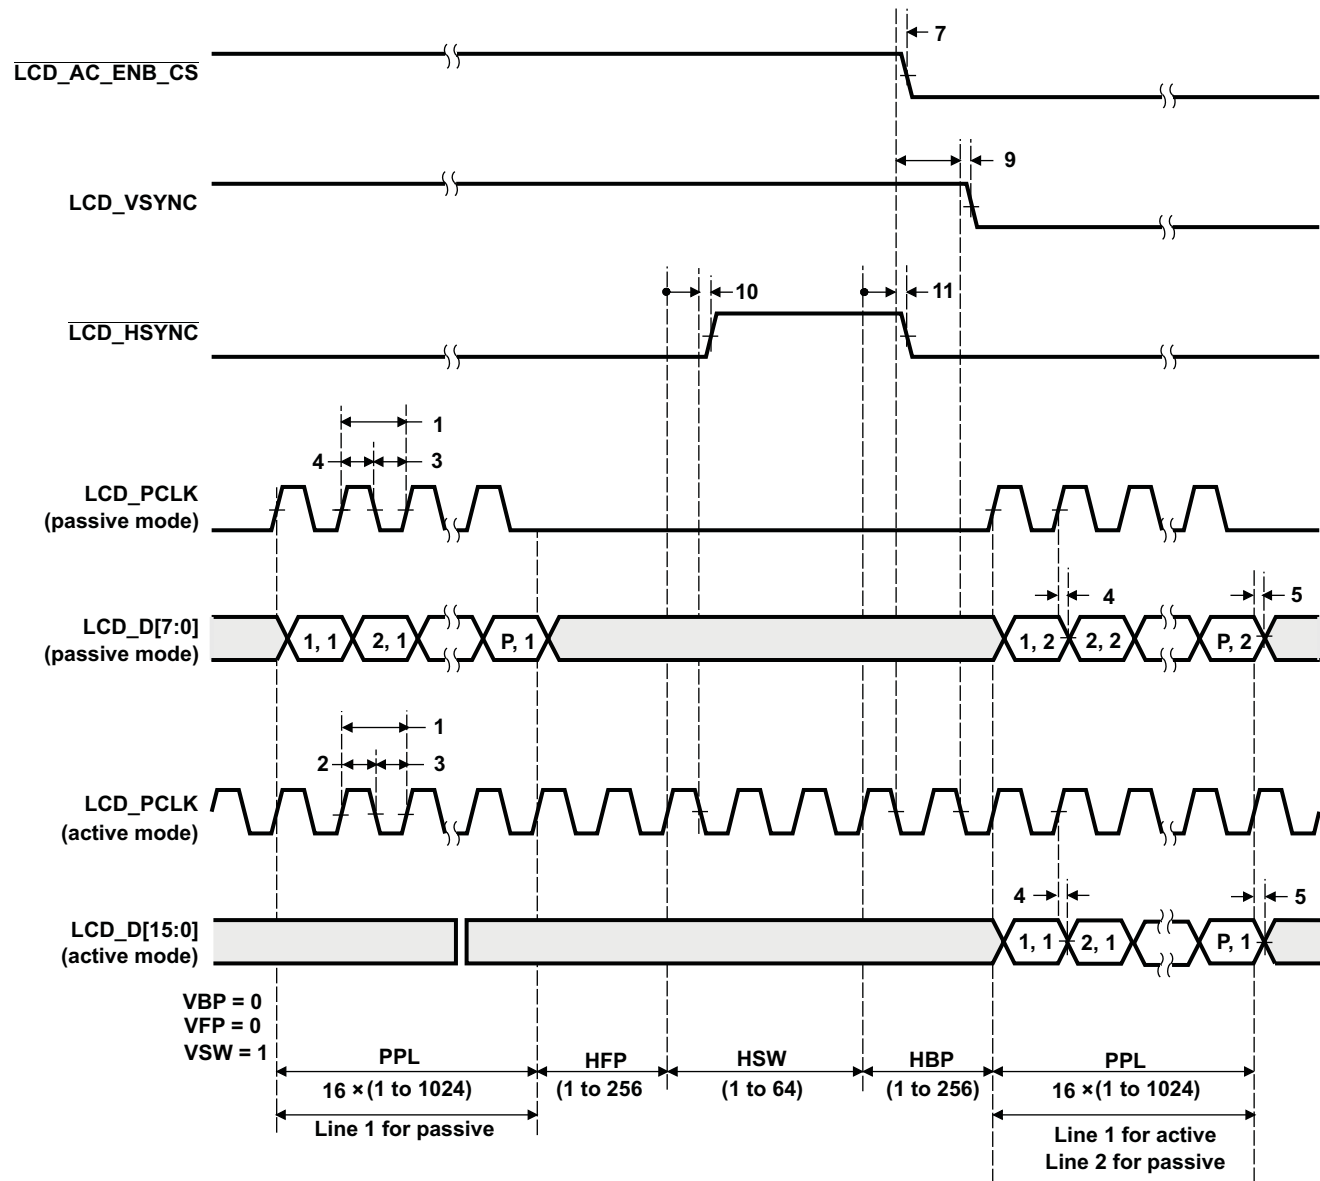 7
LCD_AC_ENB_CS
9
LCD_VSYNC
10
11
LCD_HSYNC
1
4
3
LCD_PCLK
(passive mode)
4
5
LCD_D[7:0]
(passive mode)
1, 1
2, 1
P, 1
1, 2
2, 2
P, 2
1
2
3
LCD_PCLK
(active mode)
4
5
LCD_D[15:0]
(active mode)
1, 1
2, 1
P, 1
VBP = 0
VFP = 0
VSW = 1
PPL
16 × (1 to 1024)
HFP
(1 to 256
HSW
(1 to 64)
HBP
(1 to 256)
PPL
16 × (1 to 1024)
Line 1 for passive
Line 1 for active
Line 2 for passive